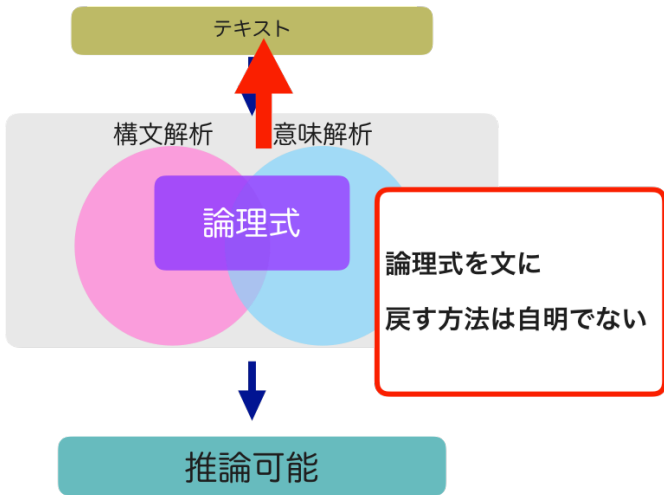 テキスト
構文解析
意味解析
論理式
論理式を文に
戻す方法は自明でない
推論可能